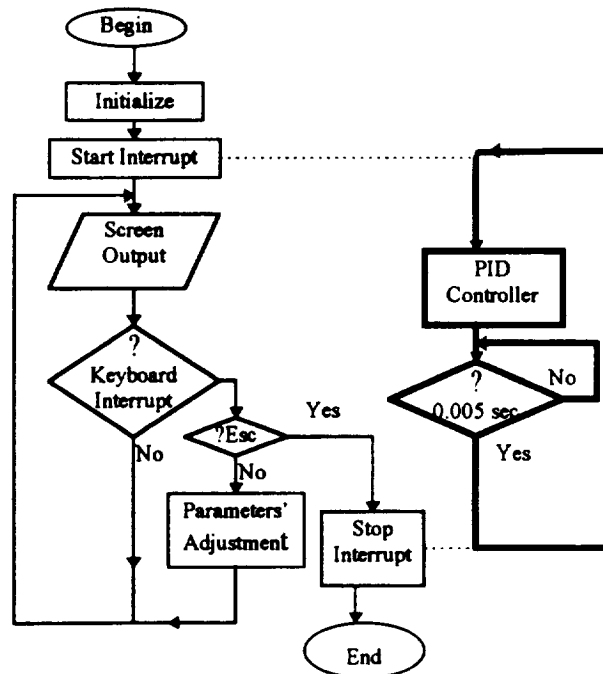 Begin
Initialize
Start Interrupt
Screen
Output
PID
Controller
?
Keyboard
Interrupt
No
?Esc
Yes
No
?
0.005 sec
No
Yes
Parameters'
Adjustment
Stop
Interrupt
End